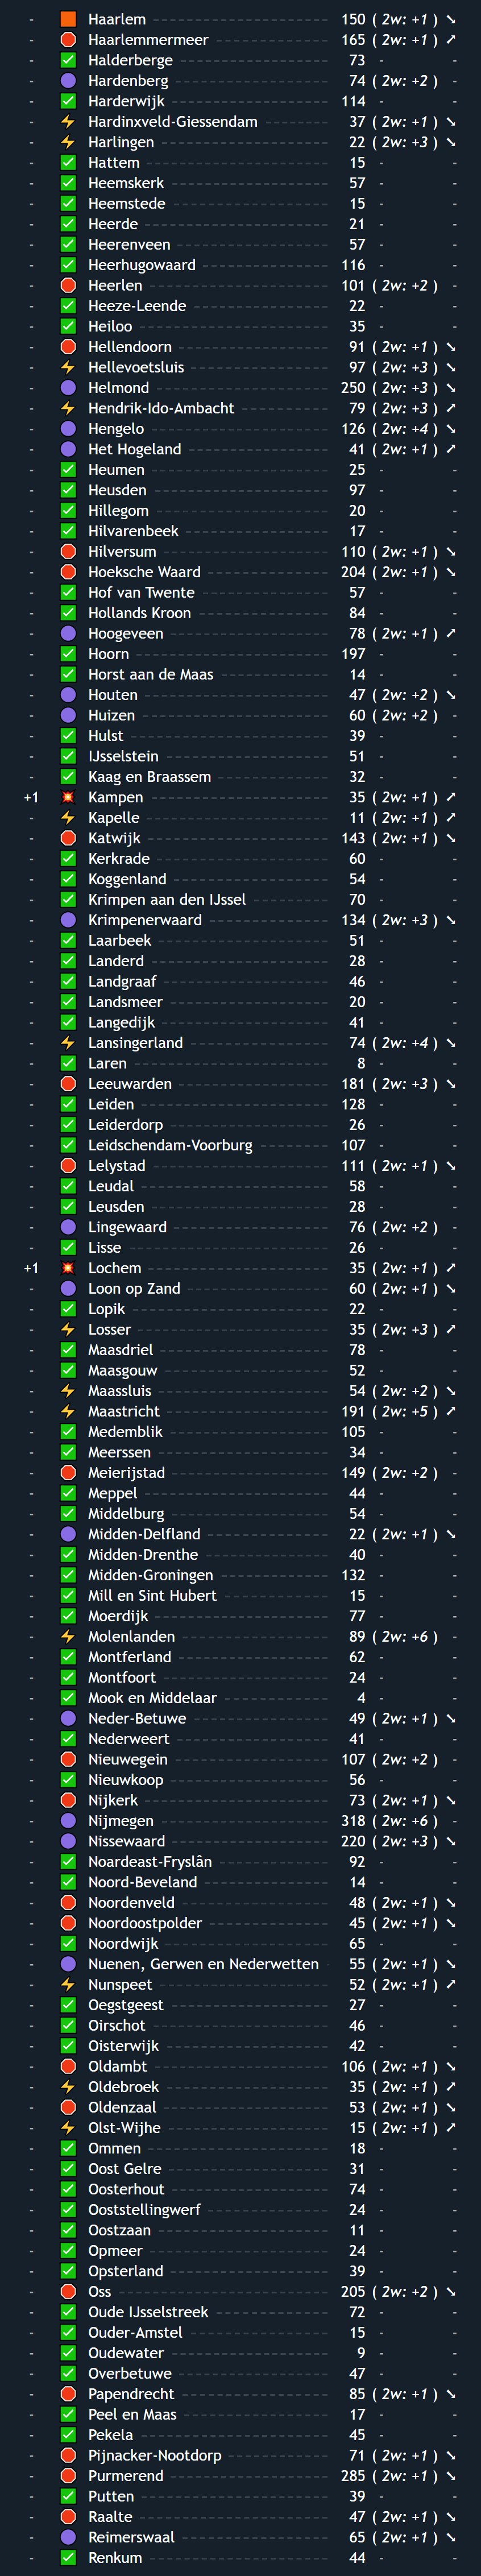 - Haarlem 150 ( 2w: +1 ) ↘
- Haarlemmermeer 165 ( 2w: +1 ) ↗
- Halderberge 73 - -
- Hardenberg 74 ( 2w: +2 ) -
- Harderwijk 114 - -
- Hardinxveld-Giessendam 37 ( 2w: +1 ) ↘
- Harlingen 22 ( 2w: +3 ) ↘
- Hattem 15 - -
- Heemskerk 57 - -
- Heemstede 15 - -
- Heerde 21 - -
- Heerenveen 57 - -
- Heerhugowaard 116 - -
- Heerlen 101 ( 2w: +2 ) -
- Heeze-Leende 22 - -
- Heiloo 35 - -
- Hellendoorn 91 ( 2w: +1 ) ↘
- Hellevoetsluis 97 ( 2w: +3 ) ↘
- Helmond 250 ( 2w: +3 ) ↘
- Hendrik-Ido-Ambacht 79 ( 2w: +3 ) ↗
- Hengelo 126 ( 2w: +4 ) ↘
- Het Hogeland 41 ( 2w: +1 ) ↗
- Heumen 25 - -
- Heusden 97 - -
- Hillegom 20 - -
- Hilvarenbeek 17 - -
- Hilversum 110 ( 2w: +1 ) ↘
- Hoeksche Waard 204 ( 2w: +1 ) ↘
- Hof van Twente 57 - -
- Hollands Kroon 84 - -
- Hoogeveen 78 ( 2w: +1 ) ↗
- Hoorn 197 - -
- Horst aan de Maas 14 - -
- Houten 47 ( 2w: +2 ) ↘
- Huizen 60 ( 2w: +2 ) -
- Hulst 39 - -
- IJsselstein 51 - -
- Kaag en Braassem 32 - -
+1 Kampen 35 ( 2w: +1 ) ↗
- Kapelle 11 ( 2w: +1 ) ↗
- Katwijk 143 ( 2w: +1 ) ↘
- Kerkrade 60 - -
- Koggenland 54 - -
- Krimpen aan den IJssel 70 - -
- Krimpenerwaard 134 ( 2w: +3 ) ↘
- Laarbeek 51 - -
- Landerd 28 - -
- Landgraaf 46 - -
- Landsmeer 20 - -
- Langedijk 41 - -
- Lansingerland 74 ( 2w: +4 ) ↘
- Laren 8 - -
- Leeuwarden 181 ( 2w: +3 ) ↘
- Leiden 128 - -
- Leiderdorp 26 - -
- Leidschendam-Voorburg 107 - -
- Lelystad 111 ( 2w: +1 ) ↘
- Leudal 58 - -
- Leusden 28 - -
- Lingewaard 76 ( 2w: +2 ) -
- Lisse 26 - -
+1 Lochem 35 ( 2w: +1 ) ↗
- Loon op Zand 60 ( 2w: +1 ) ↘
- Lopik 22 - -
- Losser 35 ( 2w: +3 ) ↗
- Maasdriel 78 - -
- Maasgouw 52 - -
- Maassluis 54 ( 2w: +2 ) ↘
- Maastricht 191 ( 2w: +5 ) ↗
- Medemblik 105 - -
- Meerssen 34 - -
- Meierijstad 149 ( 2w: +2 ) -
- Meppel 44 - -
- Middelburg 54 - -
- Midden-Delfland 22 ( 2w: +1 ) ↘
- Midden-Drenthe 40 - -
- Midden-Groningen 132 - -
- Mill en Sint Hubert 15 - -
- Moerdijk 77 - -
- Molenlanden 89 ( 2w: +6 ) -
- Montferland 62 - -
- Montfoort 24 - -
- Mook en Middelaar 4 - -
- Neder-Betuwe 49 ( 2w: +1 ) ↘
- Nederweert 41 - -
- Nieuwegein 107 ( 2w: +2 ) -
- Nieuwkoop 56 - -
- Nijkerk 73 ( 2w: +1 ) ↘
- Nijmegen 318 ( 2w: +6 ) -
- Nissewaard 220 ( 2w: +3 ) ↘
- Noardeast-Fryslân 92 - -
- Noord-Beveland 14 - -
- Noordenveld 48 ( 2w: +1 ) ↘
- Noordoostpolder 45 ( 2w: +1 ) ↘
- Noordwijk 65 - -
- Nuenen, Gerwen en Nederwetten 55 ( 2w: +1 ) ↘
- Nunspeet 52 ( 2w: +1 ) ↗
- Oegstgeest 27 - -
- Oirschot 46 - -
- Oisterwijk 42 - -
- Oldambt 106 ( 2w: +1 ) ↘
- Oldebroek 35 ( 2w: +1 ) ↗
- Oldenzaal 53 ( 2w: +1 ) ↘
- Olst-Wijhe 15 ( 2w: +1 ) ↗
- Ommen 18 - -
- Oost Gelre 31 - -
- Oosterhout 74 - -
- Ooststellingwerf 24 - -
- Oostzaan 11 - -
- Opmeer 24 - -
- Opsterland 39 - -
- Oss 205 ( 2w: +2 ) ↘
- Oude IJsselstreek 72 - -
- Ouder-Amstel 15 - -
- Oudewater 9 - -
- Overbetuwe 47 - -
- Papendrecht 85 ( 2w: +1 ) ↘
- Peel en Maas 17 - -
- Pekela 45 - -
- Pijnacker-Nootdorp 71 ( 2w: +1 ) ↘
- Purmerend 285 ( 2w: +1 ) ↘
- Putten 39 - -
- Raalte 47 ( 2w: +1 ) ↘
- Reimerswaal 65 ( 2w: +1 ) ↘
- Renkum 44 - -